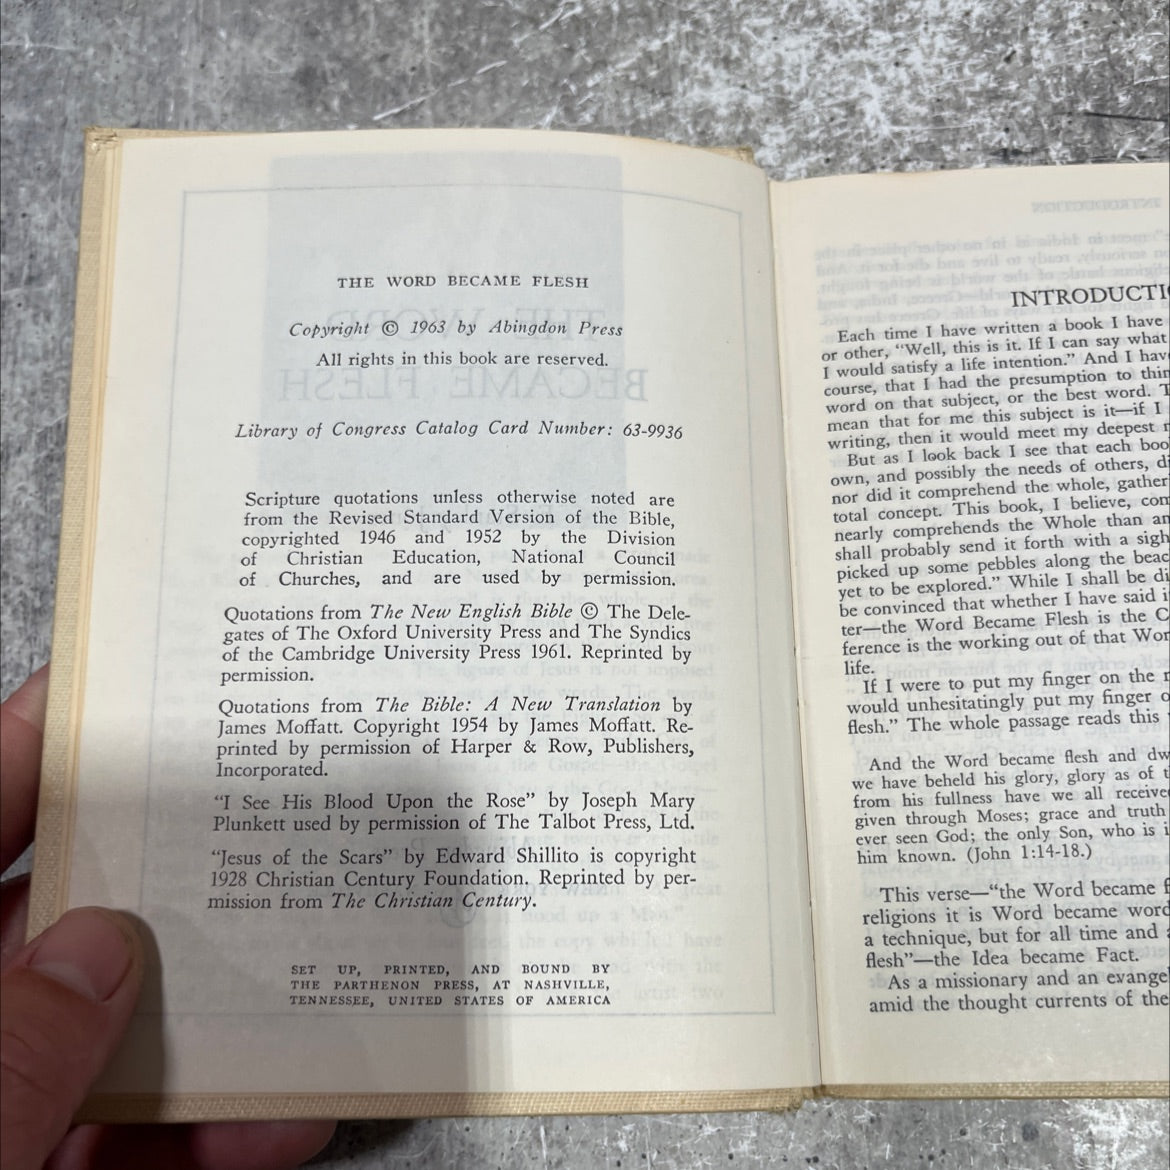 THE WORD BECAME FLESH
Copyright © 1963 by Abingdon Press
All rights in this book are reserved.
Library of Congress Catalog Card Number: 63-9936
Scripture quotations unless otherwise noted are
from the Revised Standard Version of the Bible,
copyrighted 1946 and 1952 by the Division
of Christian Education, National Council
of Churches, and are used by permission.
Quotations from The New English Bible © The Dele-
gates of The Oxford University Press and The Syndics
of the Cambridge University Press 1961. Reprinted by
permission.
Quotations from The Bible: A New Translation by
James Moffatt. Copyright 1954 by James Moffatt. Re-
printed by permission of Harper & Row, Publishers,
Incorporated.
"I See His Blood Upon the Rose" by Joseph Mary
Plunkett used by permission of The Talbot Press, Ltd.
"Jesus of the Scars" by Edward Shillito is copyright
1928 Christian Century Foundation. Reprinted by per-
mission from The Christian Century.
SET UP, PRINTED, AND BOUND BY
THE PARTHENON PRESS, AT NASHVILLE,
TENNESSEE, UNITED STATES OF AMERICA
INTRODUCTI
Each time I have written a book I have
or other, "Well, this is it. If I can say what
I would satisfy a life intention." And I hav
course, that I had the presumption to thin
word on that subject, or the best word. T
mean that for me this subject is it—if I
writing, then it would meet my deepest
But as I look back I see that each boo
own, and possibly the needs of others, di
nor did it comprehend the whole, gather
total concept. This book, I believe, com
nearly comprehends the Whole than an
shall probably send it forth with a sigh
picked up some pebbles along the beac
yet to be explored." While I shall be di
be convinced that whether I have said i
ter—the Word Became Flesh is the C
ference is the working out of that Wor
life.
If I were to put my finger on the
would unhesitatingly put my finger o
flesh." The whole passage reads this
And the Word became flesh and dw
we have beheld his glory, glory as of t
from his fullness have we all receive
given through Moses; grace and truth
ever seen God; the only Son, who is i
him known. (John 1:14-18.)
This verse—"the Word became f
religions it is Word became word
a technique, but for all time and a
flesh"—the Idea became Fact.
As a missionary and an evange
amid the thought currents of the